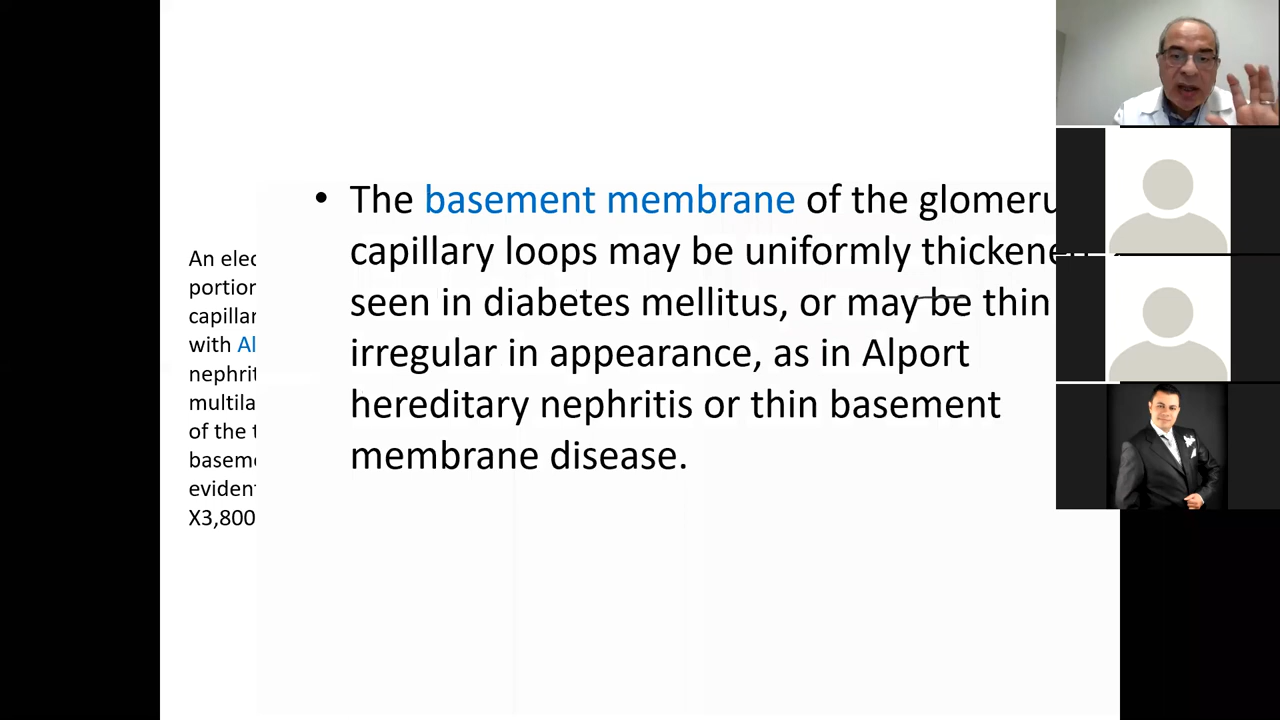 An elec
portion
capillar
with Al
nephrit
multila
of the t
baseme
evident
X3,800
• The basement membrane of the glomeru
capillary loops may be uniformly thickened
seen in diabetes mellitus, or may be thin
irregular in appearance, as in Alport
hereditary nephritis or thin basement
membrane disease.